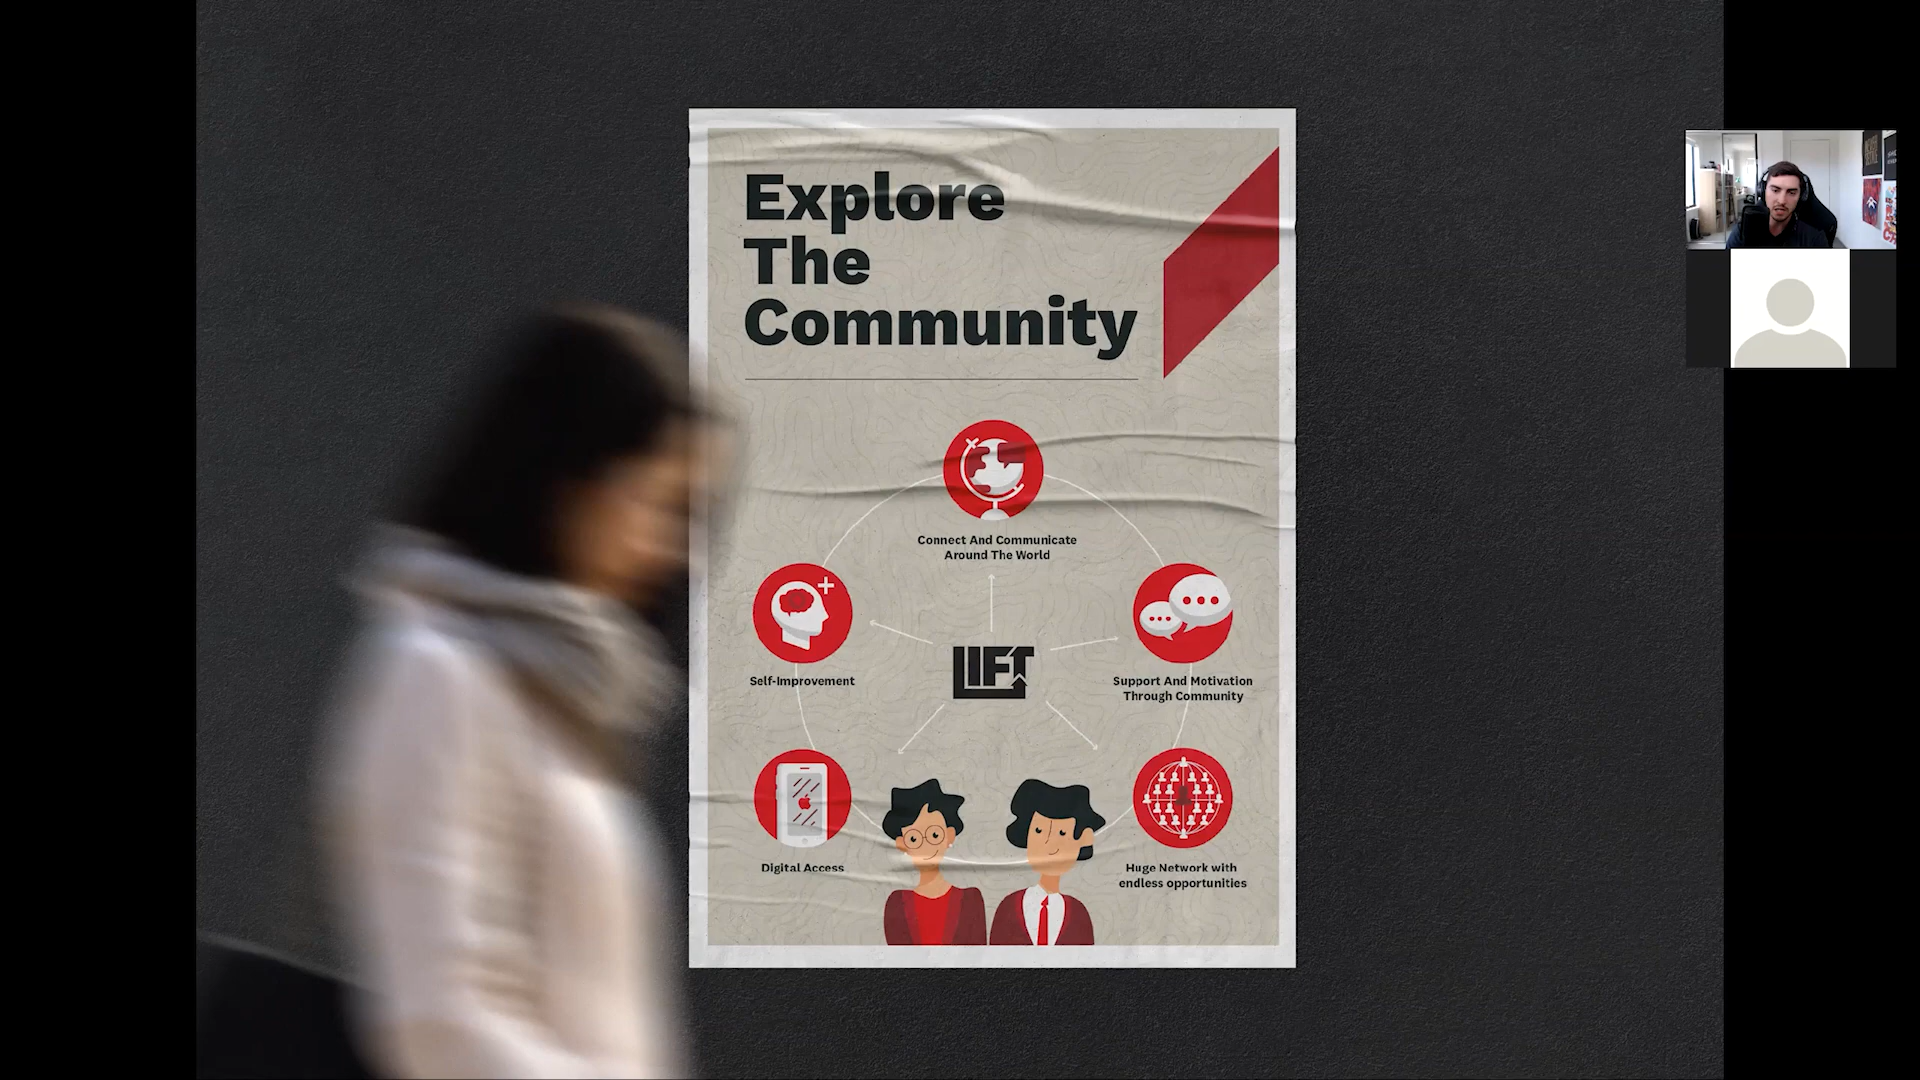 Explore
The
Community
Connect And Communicate
Around The World
Self-Improvement
Support And Motivation
Through Community
LIFT
Digital Access
Huge Network with
endless opportunities